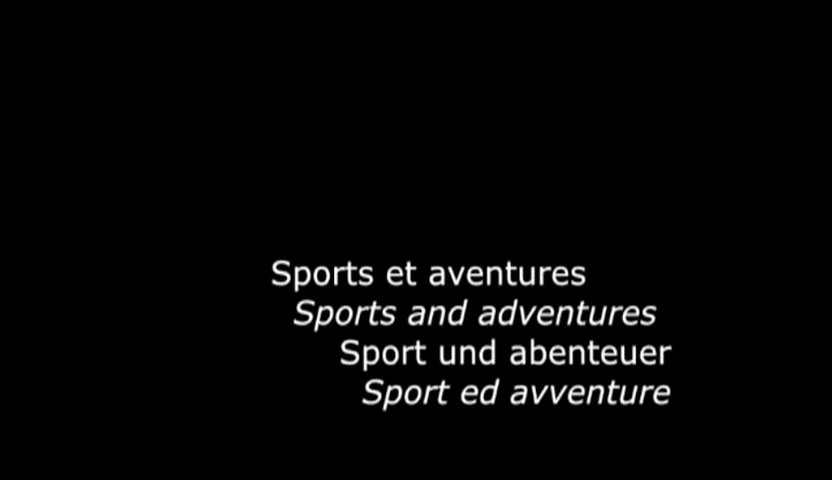 Sports et aventures
Sports and adventures
Sport und abenteuer
Sport ed avventure